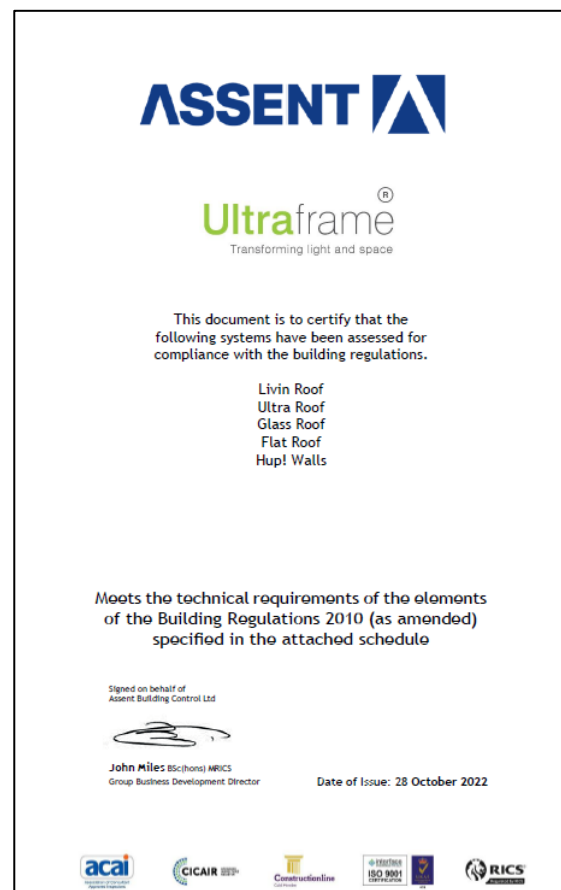 ASSENT
Ultraframe ®
Transforming light and space
This document is to certify that the
following systems have been assessed for
compliance with the building regulations.
Livin Roof
Ultra Roof
Glass Roof
Flat Roof
Hup! Walls
Meets the technical requirements of the elements
of the Building Regulations 2010 (as amended)
specified in the attached schedule
Signed on behalf of
Assent Building Control Ltd
John Miles BSc(hons) MRICS
Group Business Development Director
Date of Issue: 28 October 2022
acai
CICAIR
Constructionline
ISO 9001
RICS